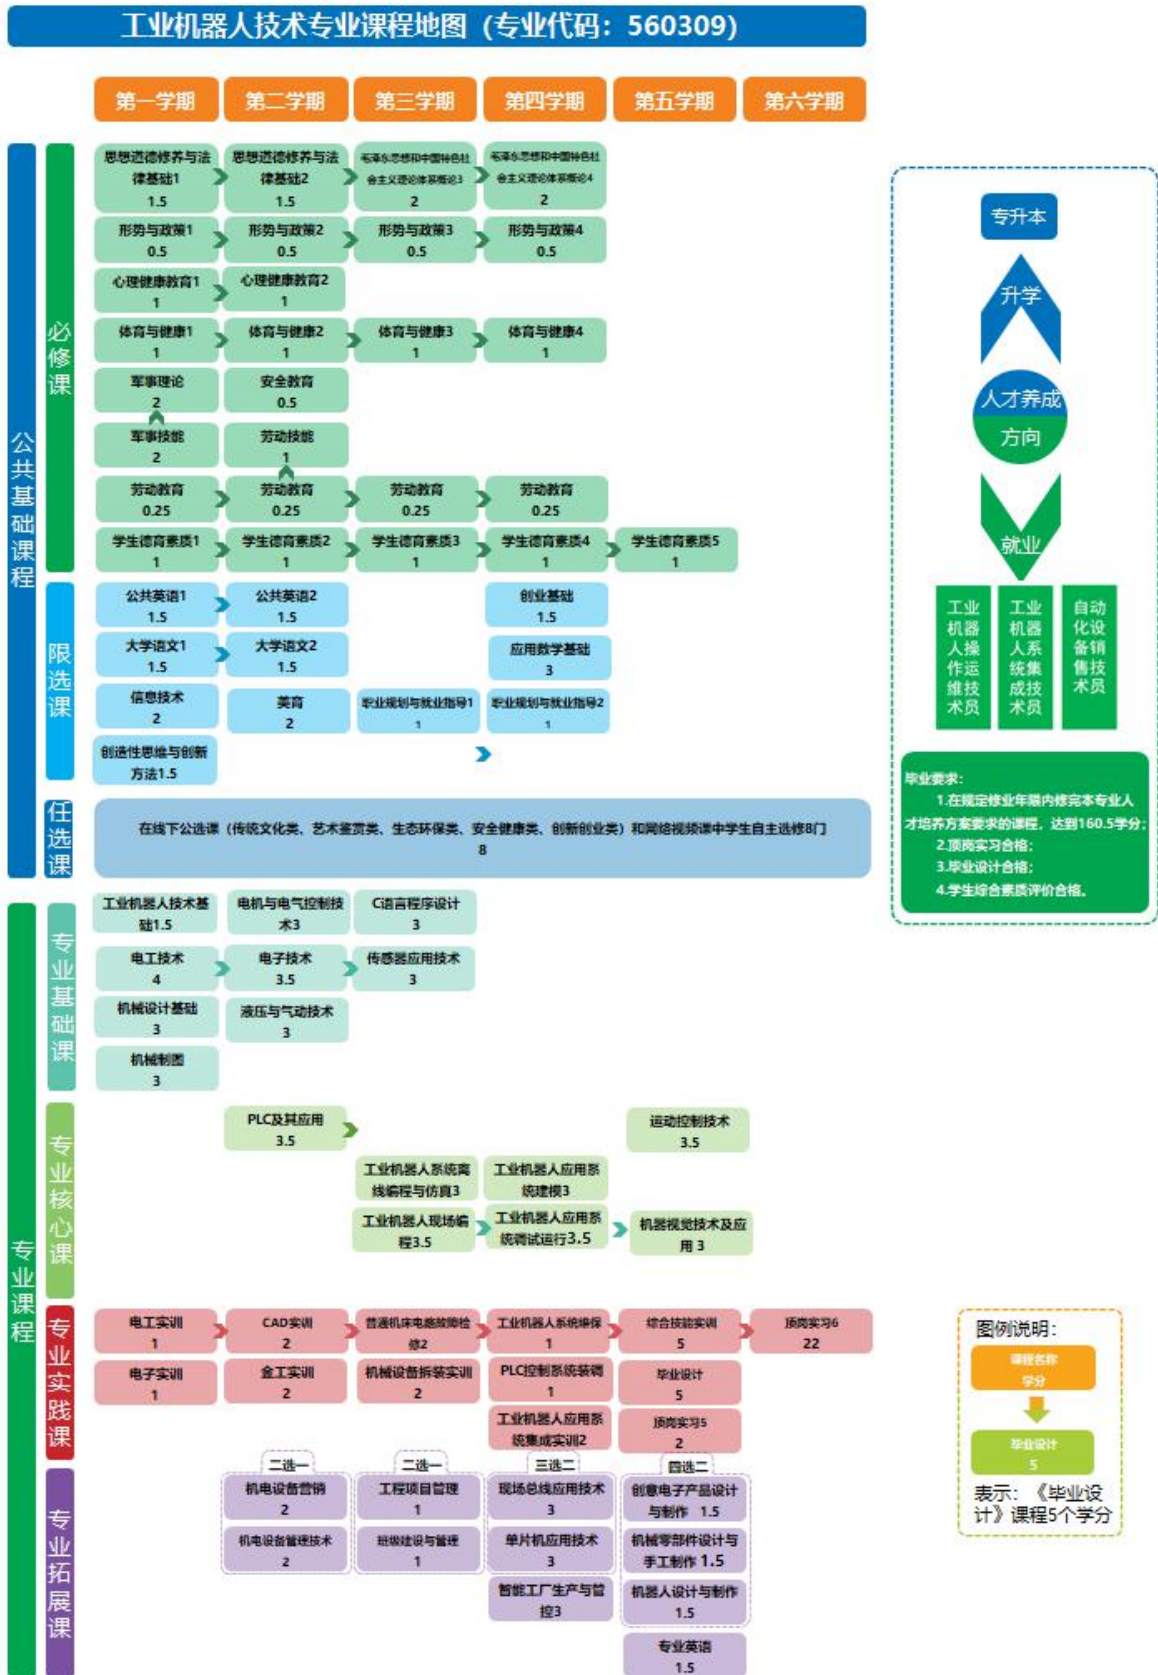 工业机器人技术专业课程地图（专业代码：560309）
第一学期 第二学期 第三学期 第四学期 第五学期 第六学期
公共基础课程
必修课
思想道德修养与法
律基础1
1.5
思想道德修养与法
律基础2
1.5
毛泽东思想和中国特色社
会主义理论体系概论3
2
毛泽东思想和中国特色社
会主义理论体系概论4
2
形势与政策1
0.5
形势与政策2
0.5
形势与政策3
0.5
形势与政策4
0.5
心理健康教育1
1
心理健康教育2
1
体育与健康1
1
体育与健康2
1
体育与健康3
1
体育与健康4
1
军事理论
2
安全教育
0.5
军事技能
2
劳动技能
1
劳动教育
0.25
劳动教育
0.25
劳动教育
0.25
劳动教育
0.25
学生德育素质1
1
学生德育素质2
1
学生德育素质3
1
学生德育素质4
1
学生德育素质5
1
限选课
公共英语1
1.5
公共英语2
1.5
创业基础
1.5
大学语文1
1.5
大学语文2
1.5
应用数学基础
3
信息技术
2
美育
2
职业规划与就业指导1
1
职业规划与就业指导2
1
创造性思维与创新
方法1.5
任选课
在线下公选课（传统文化类、艺术鉴赏类、生态环保类、安全健康类、创新创业类）和网络视频课中学生自主选修8门
8
专业课程
专业基础课
工业机器人技术基
础1.5
电机与电气控制技
术3
C语言程序设计
3
电工技术
4
电子技术
3.5
传感器应用技术
3
机械设计基础
3
液压与气动技术
3
机械制图
3
专业核心课
PLC及其应用
3.5
运动控制技术
3.5
工业机器人系统离
线编程与仿真3
工业机器人应用系
统建模3
工业机器人现场编
程3.5
工业机器人应用系
统调试运行3.5
机器视觉技术及应
用 3
专业实践课
电工实训
1
CAD实训
2
普通机床电路故障检
修2
工业机器人系统维保
1
综合技能实训
5
顶岗实习6
22
电子实训
1
金工实训
2
机械设备拆装实训
2
PLC控制系统装调
1
毕业设计
5
工业机器人应用系
统集成实训2
顶岗实习5
2
专业拓展课
二选一
机电设备营销
2
机电设备管理技术
2
二选一
工程项目管理
1
班级建设与管理
1
三选二
现场总线应用技术
3
单片机应用技术
3
智能工厂生产与管
控3
四选二
创意电子产品设计
与制作 1.5
机械零部件设计与
手工制作 1.5
机器人设计与制作
1.5
专业英语
1.5
专升本
升学
人才养成
方向
就业
工业机器人操作运维技术员
工业机器人系统集成技术员
自动化设备销售技术员
毕业要求：
1.在规定修业年限内修完本专业人
才培养方案要求的课程，达到160.5学分；
2.顶岗实习合格；
3.毕业设计合格；
4.学生综合素质评价合格。
图例说明：
课程名称
学分
毕业设计
5
表示：《毕业设
计》课程5个学分